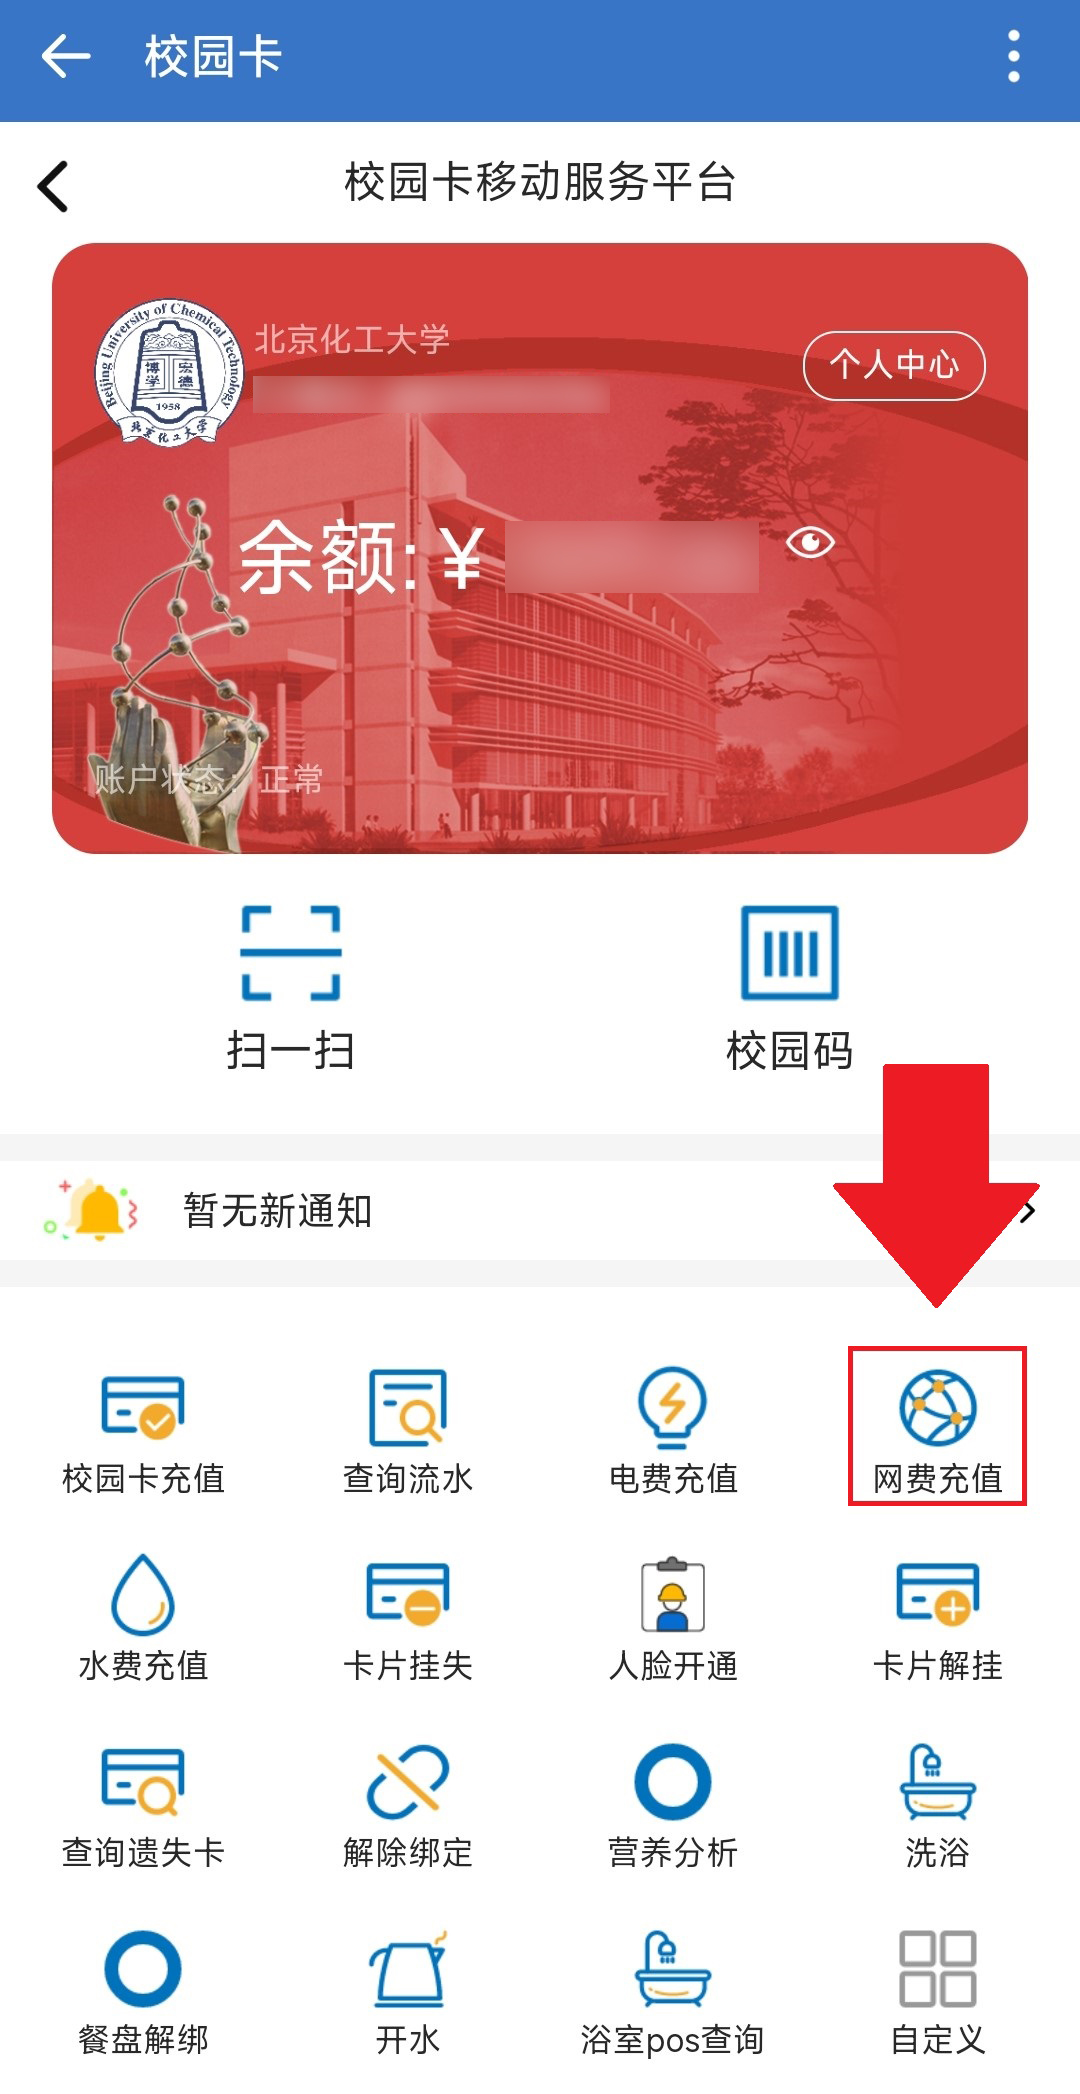 校园卡
校园卡移动服务平台
Beijing University of Chemical Technology
博学 宏德
1958
北京化工大学
北京化工大学
个人中心
余额:¥
账户状态: 正常
扫一扫
校园码
暂无新通知
校园卡充值
查询流水
电费充值
网费充值
水费充值
卡片挂失
人脸开通
卡片解挂
查询遗失卡
解除绑定
营养分析
洗浴
餐盘解绑
开水
浴室pos查询
自定义